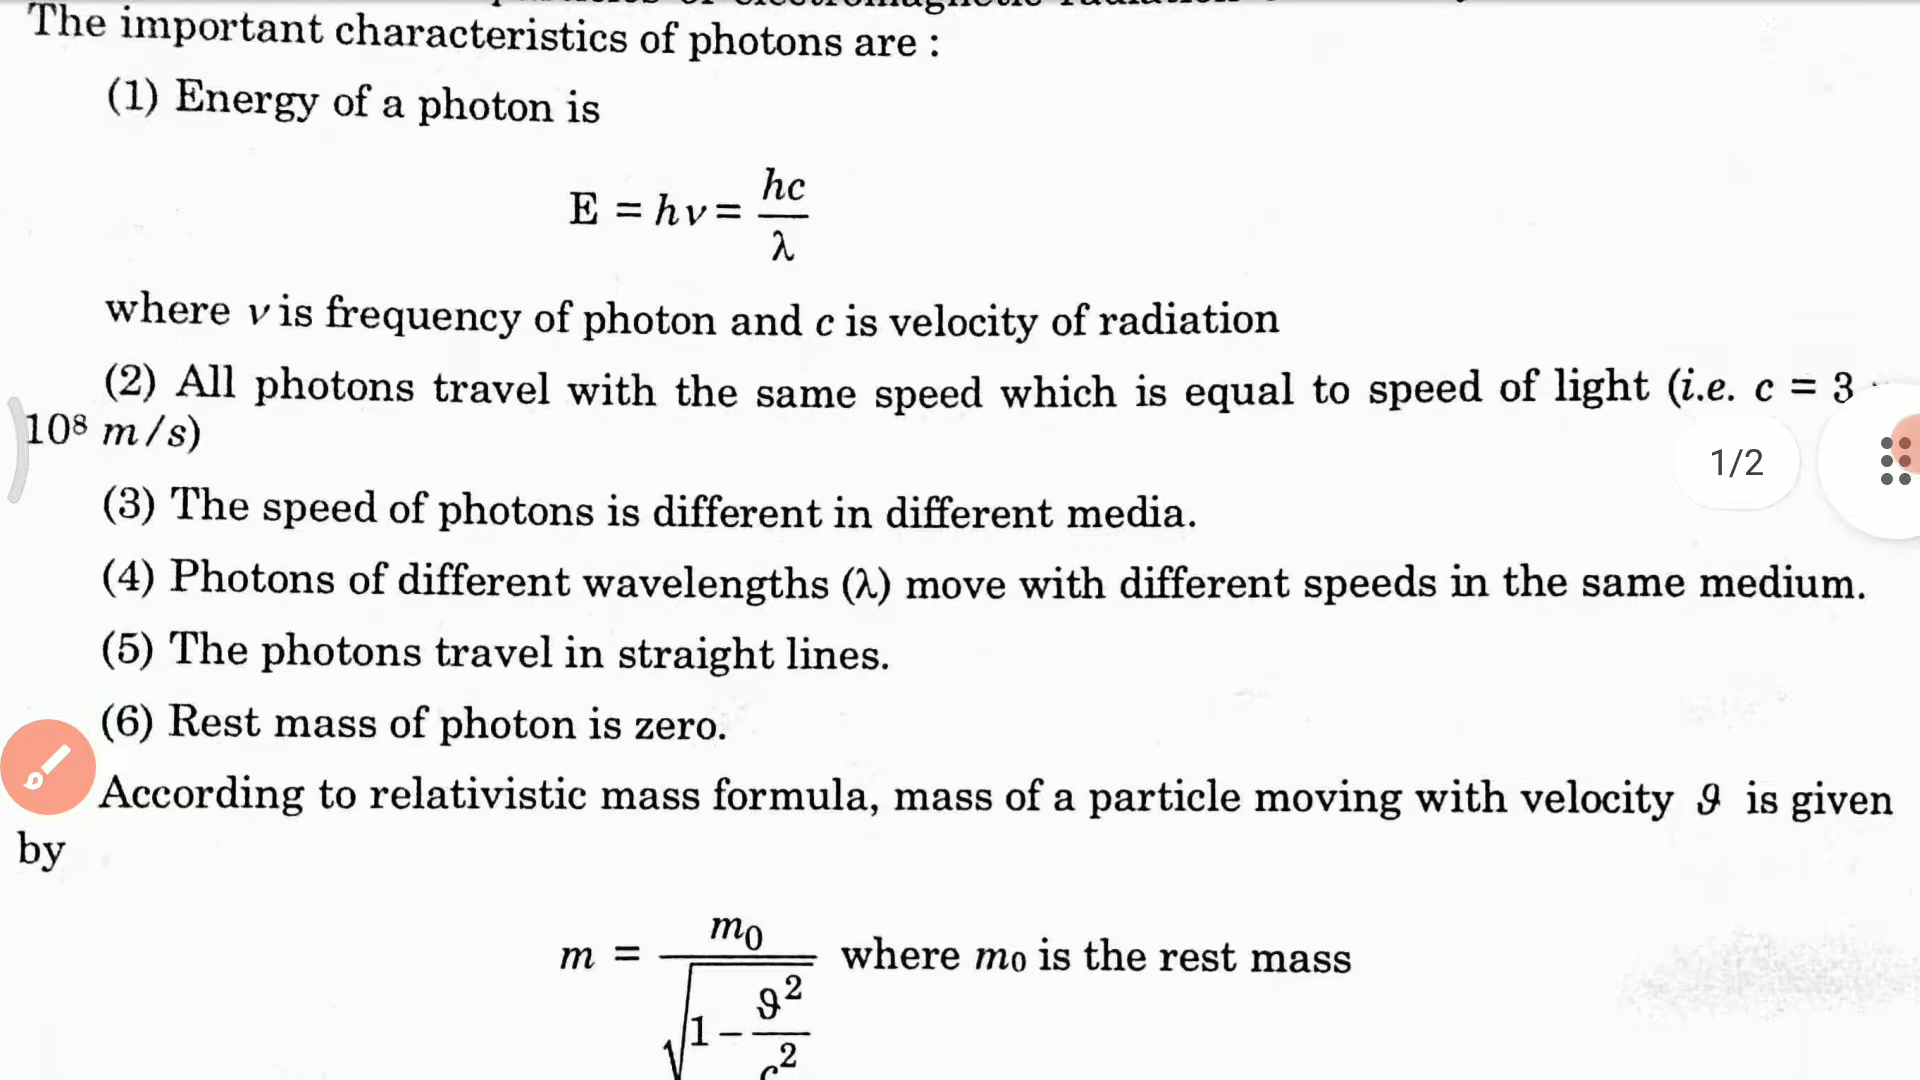 The important characteristics of photons are :
(1) Energy of a photon is
E = hν = hc/λ
where ν is frequency of photon and c is velocity of radiation
(2) All photons travel with the same speed which is equal to speed of light (i.e. c = 3
10⁸ m/s)
1/2
(3) The speed of photons is different in different media.
(4) Photons of different wavelengths (λ) move with different speeds in the same medium.
(5) The photons travel in straight lines.
(6) Rest mass of photon is zero.
According to relativistic mass formula, mass of a particle moving with velocity ϑ is given
by
m = m₀/√(1 − ϑ²/c²) where m₀ is the rest mass